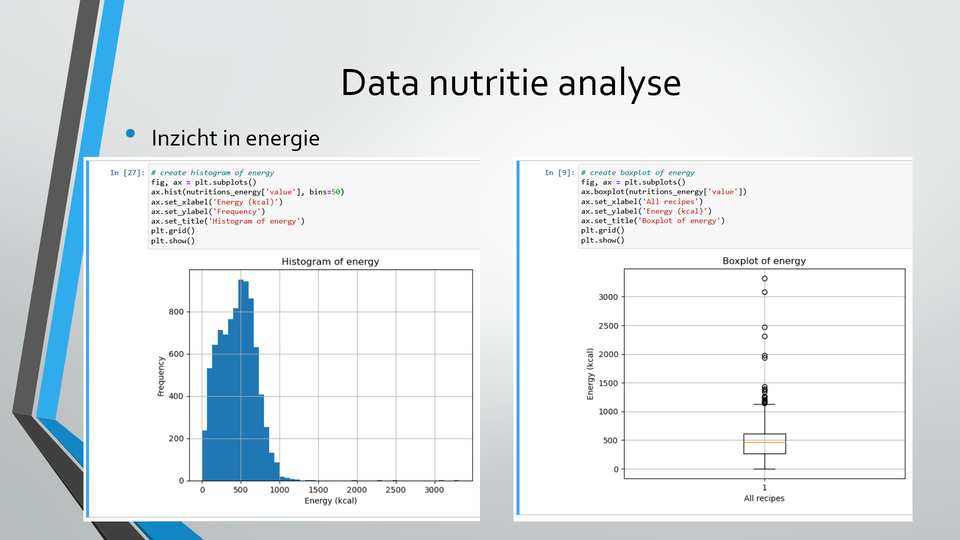 Data nutritie analyse
Inzicht in energie
In [27]: # create histogram of energy
fig, ax = plt.subplots()
ax.hist(nutritions_energy['value'], bins=50)
ax.set_xlabel('Energy (kcal)')
ax.set_ylabel('Frequency')
ax.set_title('Histogram of energy')
plt.grid()
plt.show()
Histogram of energy
800
600
400
200
0
Frequency
0 500 1000 1500 2000 2500 3000
Energy (kcal)
In [9]: # create boxplot of energy
fig, ax = plt.subplots()
ax.boxplot(nutritions_energy['value'])
ax.set_xlabel('All recipes')
ax.set_ylabel('Energy (kcal)')
ax.set_title('Boxplot of energy')
plt.grid()
plt.show()
Boxplot of energy
3000
2500
2000
1500
1000
500
0
Energy (kcal)
1
All recipes